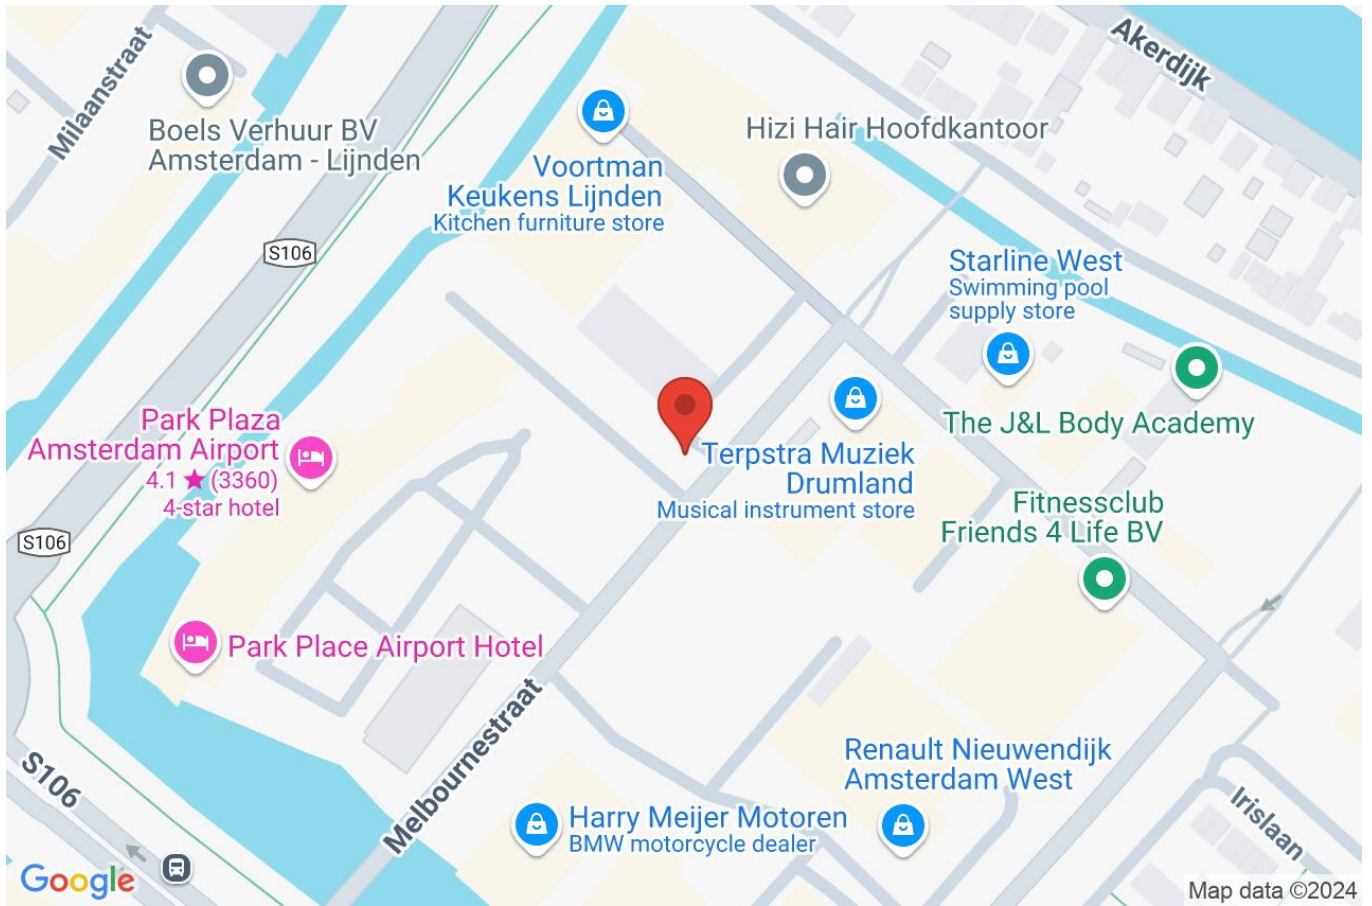 Akerdijk
Milaanstraat
Boels Verhuur BV
Amsterdam - Lijnden
Hizi Hair Hoofdkantoor
Voortman
Keukens Lijnden
Kitchen furniture store
S106
Starline West
Swimming pool
supply store
Park Plaza
Amsterdam Airport
4.1 ★ (3360)
4-star hotel
The J&L Body Academy
Terpstra Muziek
Drumland
Musical instrument store
Fitnessclub
Friends 4 Life BV
S106
Park Place Airport Hotel
Melbournestraat
Renault Nieuwendijk
Amsterdam West
S106
Harry Meijer Motoren
BMW motorcycle dealer
Irislaan
Google
Map data ©2024